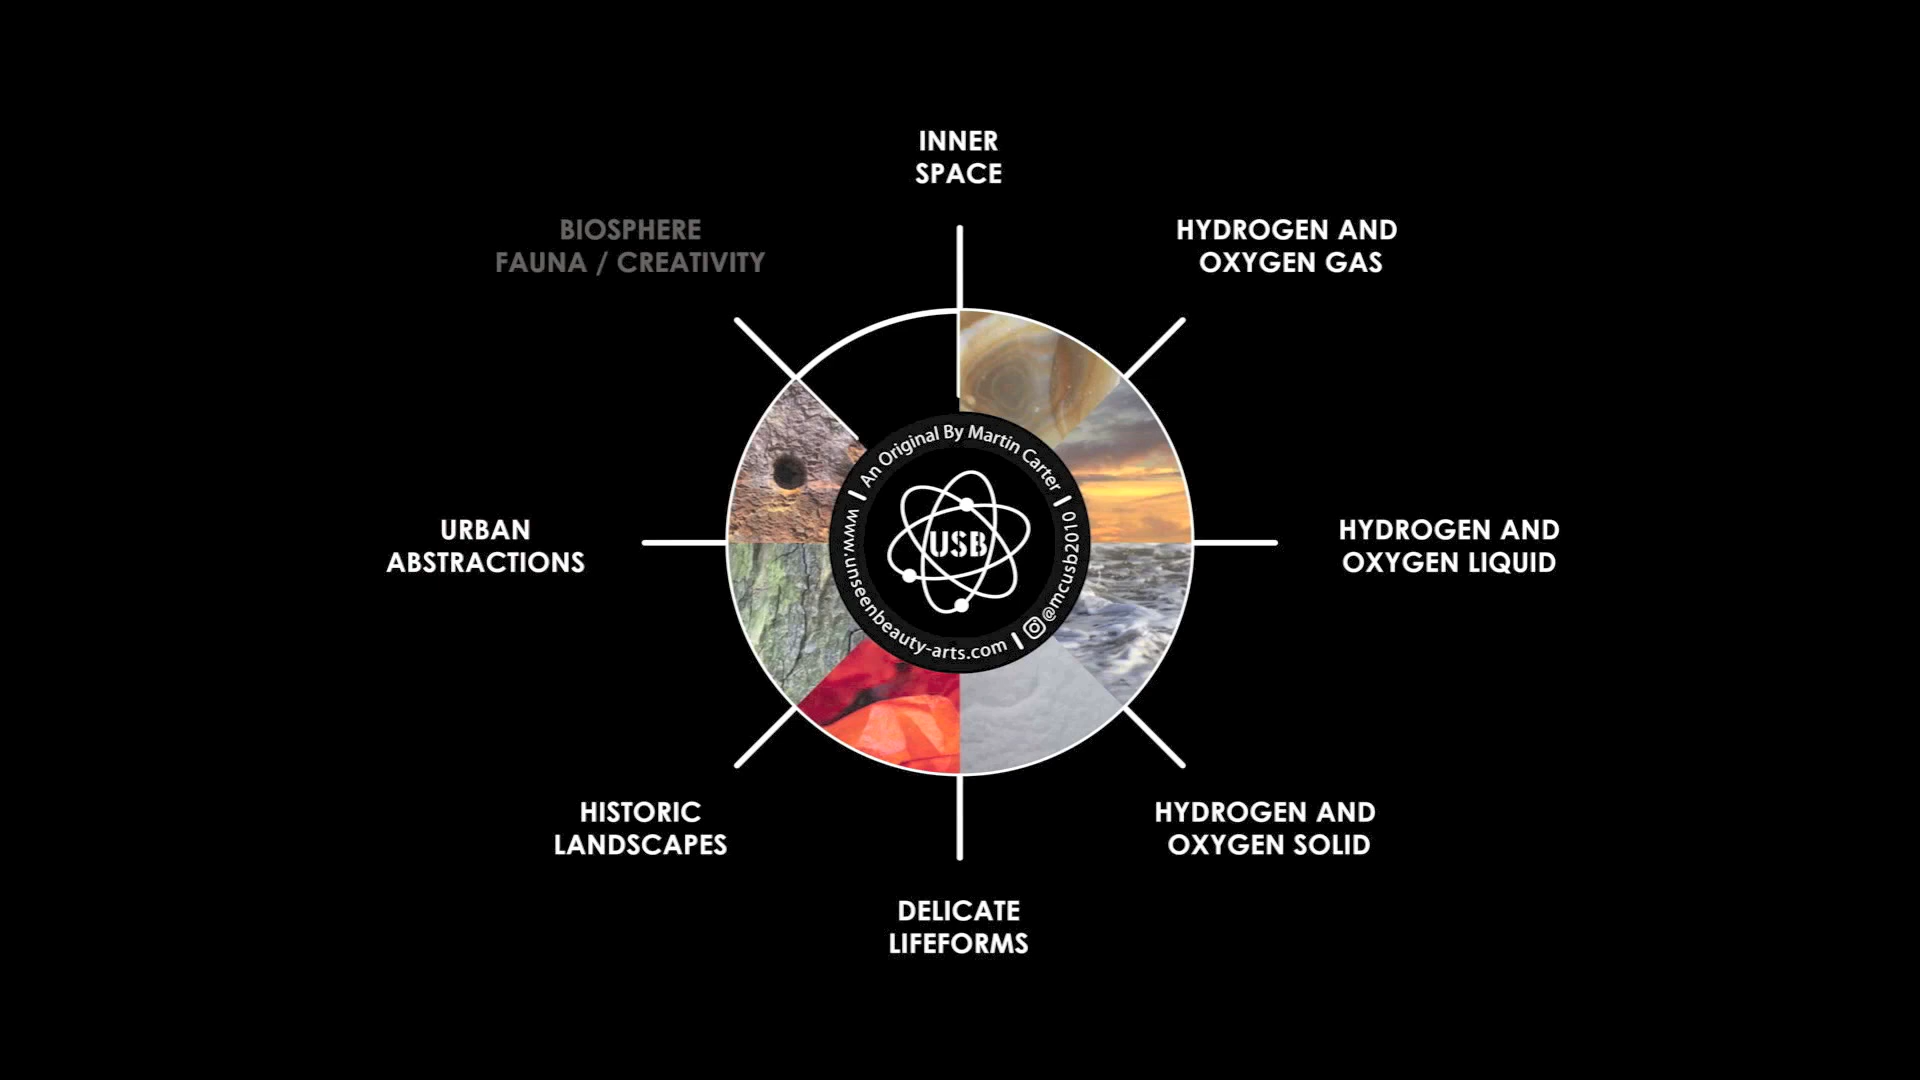 INNER
SPACE
BIOSPHERE
FAUNA / CREATIVITY
HYDROGEN AND
OXYGEN GAS
An Original By Martin Carter
USB
@mcusb2010
www.unseenbeauty-arts.com
URBAN
ABSTRACTIONS
HYDROGEN AND
OXYGEN LIQUID
HISTORIC
LANDSCAPES
HYDROGEN AND
OXYGEN SOLID
DELICATE
LIFEFORMS